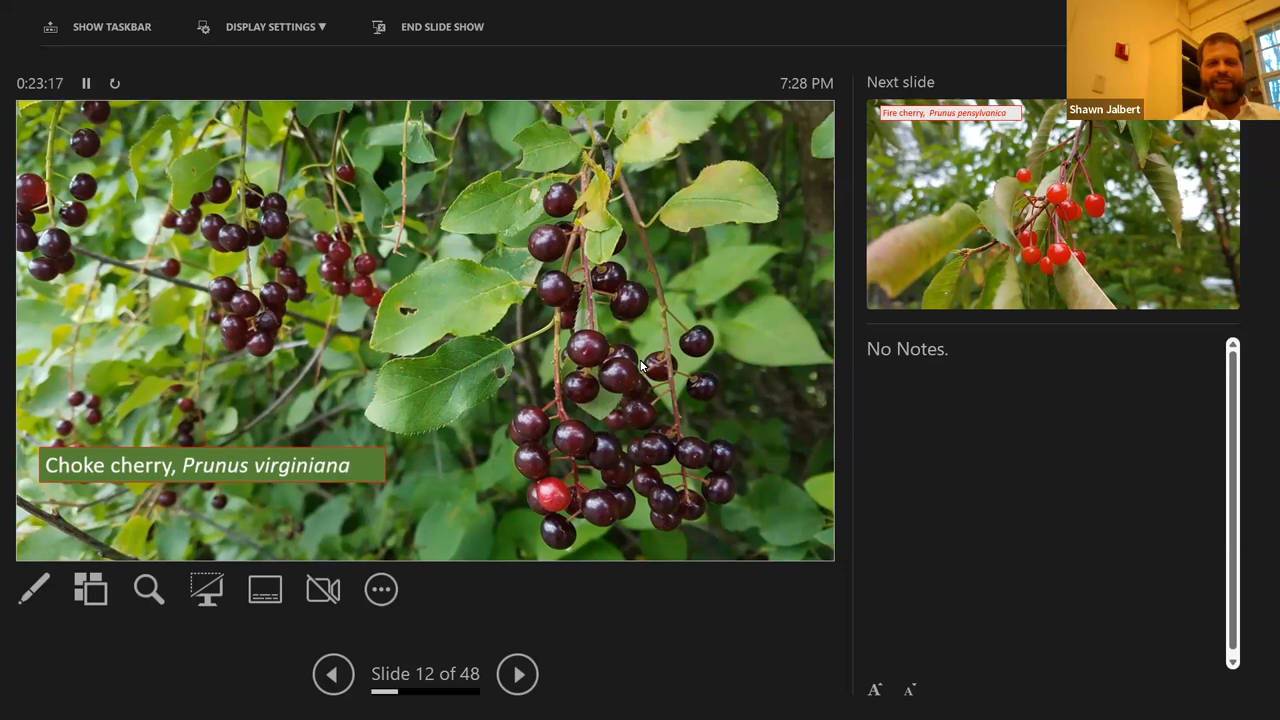 SHOW TASKBAR
DISPLAY SETTINGS ▼
END SLIDE SHOW
0:23:17
7:28 PM
Next slide
Shawn Jalbert
Fire cherry, Prunus pensylvanica
No Notes.
Choke cherry, Prunus virginiana
Slide 12 of 48
A A